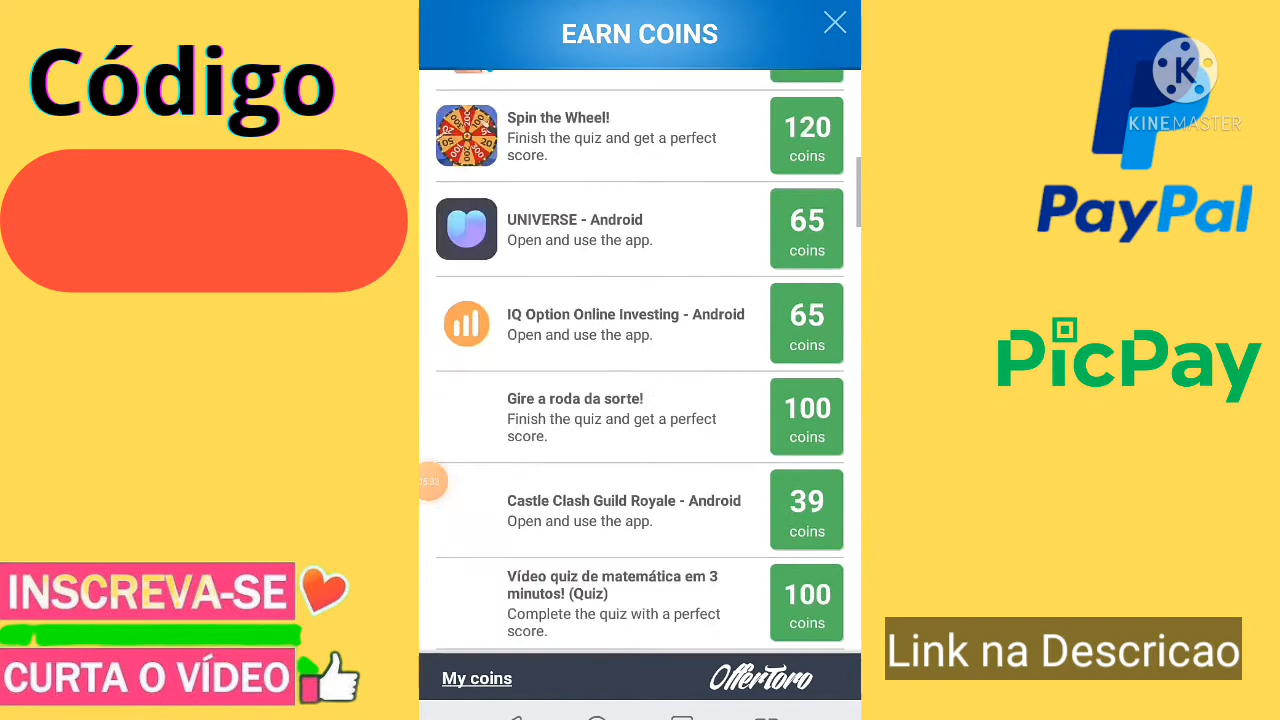 Código
EARN COINS
Spin the Wheel!
Finish the quiz and get a perfect
score.
120
coins
UNIVERSE - Android
Open and use the app.
65
coins
IQ Option Online Investing - Android
Open and use the app.
65
coins
Gire a roda da sorte!
Finish the quiz and get a perfect
score.
100
coins
Castle Clash Guild Royale - Android
Open and use the app.
39
coins
Vídeo quiz de matemática em 3
minutos! (Quiz)
Complete the quiz with a perfect
score.
100
coins
My coins
OfferToro
K
KINEMASTER
PayPal
PicPay
INSCREVA-SE
CURTA O VÍDEO
Link na Descricao